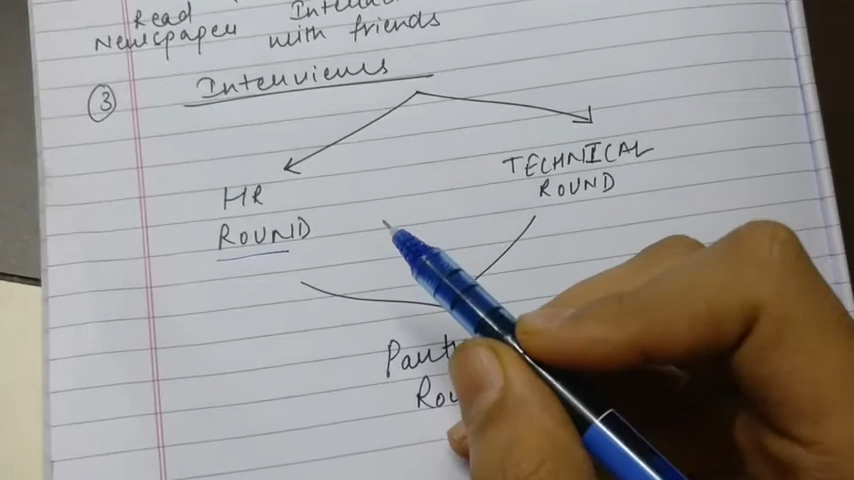 Read
Newspaper
with friends
③ Interviews
HR
ROUND
TECHNICAL
ROUND